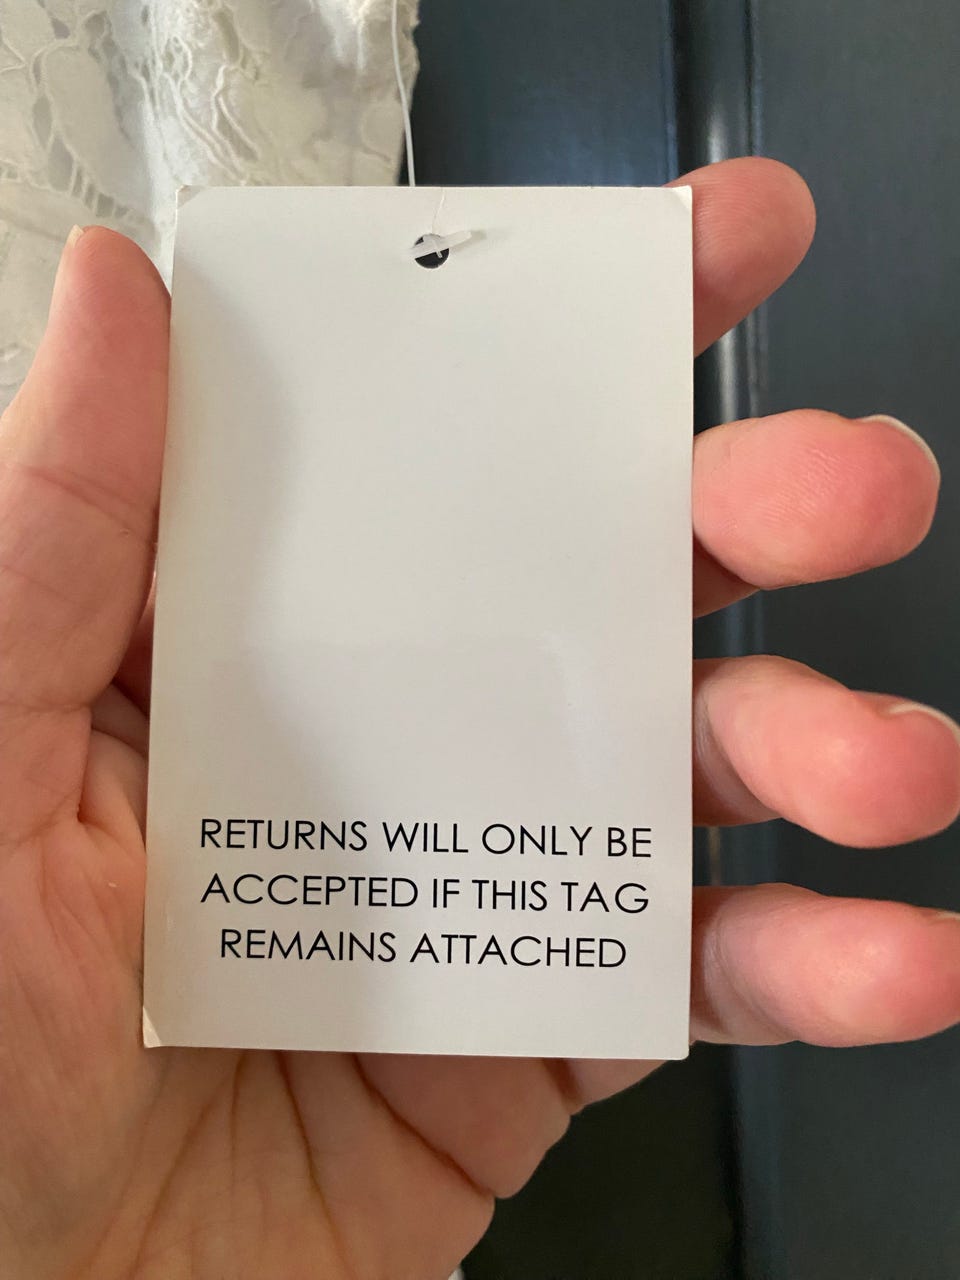 RETURNS WILL ONLY BE
ACCEPTED IF THIS TAG
REMAINS ATTACHED